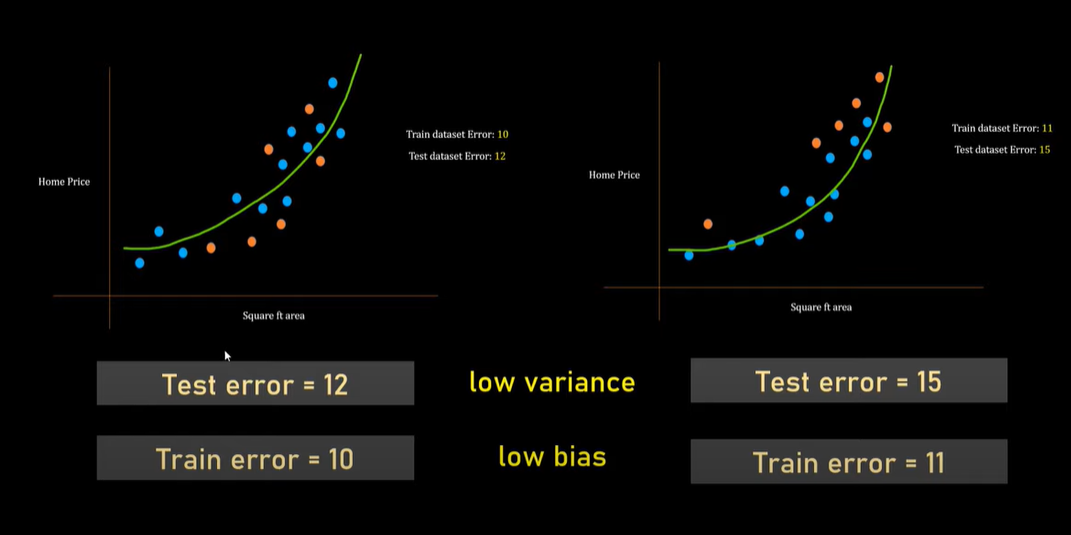 Home Price
Train dataset Error: 10
Test dataset Error: 12
Square ft area
Home Price
Train dataset Error: 11
Test dataset Error: 15
Square ft area
Test error = 12
low variance
Test error = 15
Train error = 10
low bias
Train error = 11